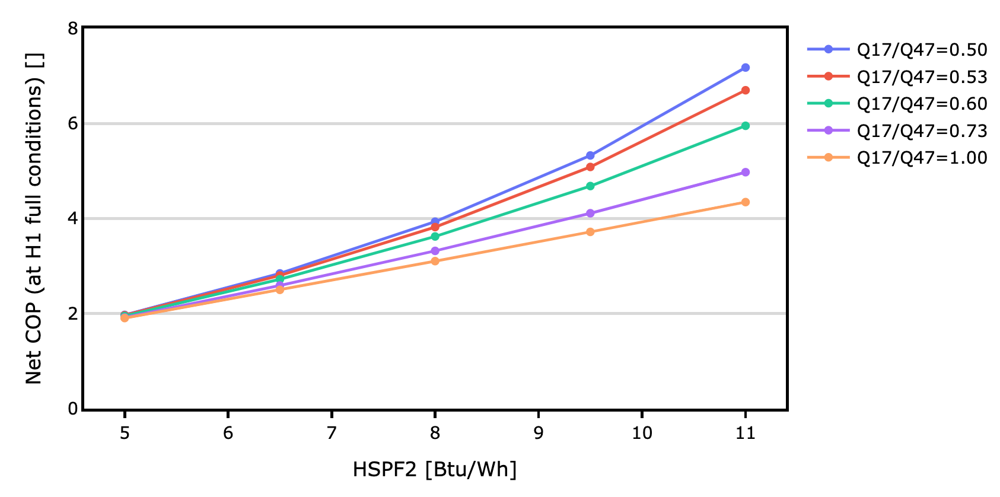 Net COP (at H1 full conditions) []
8
6
4
2
0
5 6 7 8 9 10 11
HSPF2 [Btu/Wh]
Q17/Q47=0.50
Q17/Q47=0.53
Q17/Q47=0.60
Q17/Q47=0.73
Q17/Q47=1.00